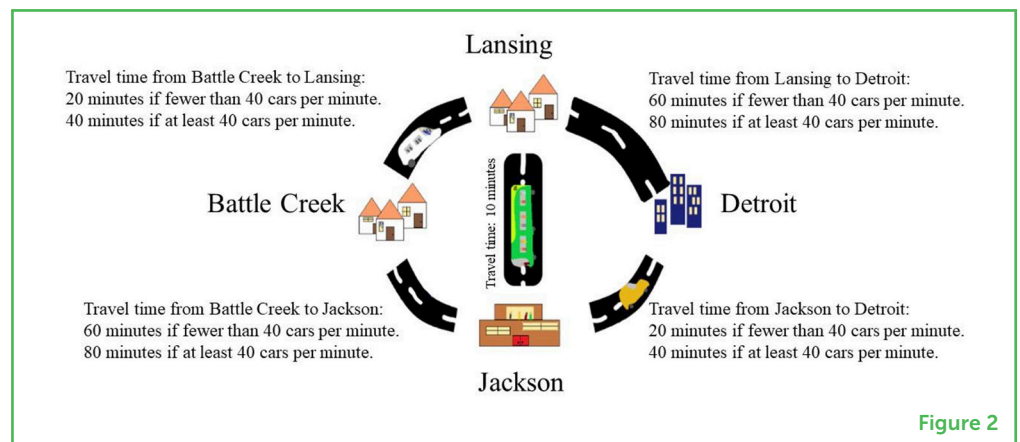 Lansing
Travel time from Battle Creek to Lansing:
20 minutes if fewer than 40 cars per minute.
40 minutes if at least 40 cars per minute.
Travel time from Lansing to Detroit:
60 minutes if fewer than 40 cars per minute.
80 minutes if at least 40 cars per minute.
Battle Creek
Travel time: 10 minutes
Detroit
Travel time from Battle Creek to Jackson:
60 minutes if fewer than 40 cars per minute.
80 minutes if at least 40 cars per minute.
Travel time from Jackson to Detroit:
20 minutes if fewer than 40 cars per minute.
40 minutes if at least 40 cars per minute.
Jackson
Figure 2